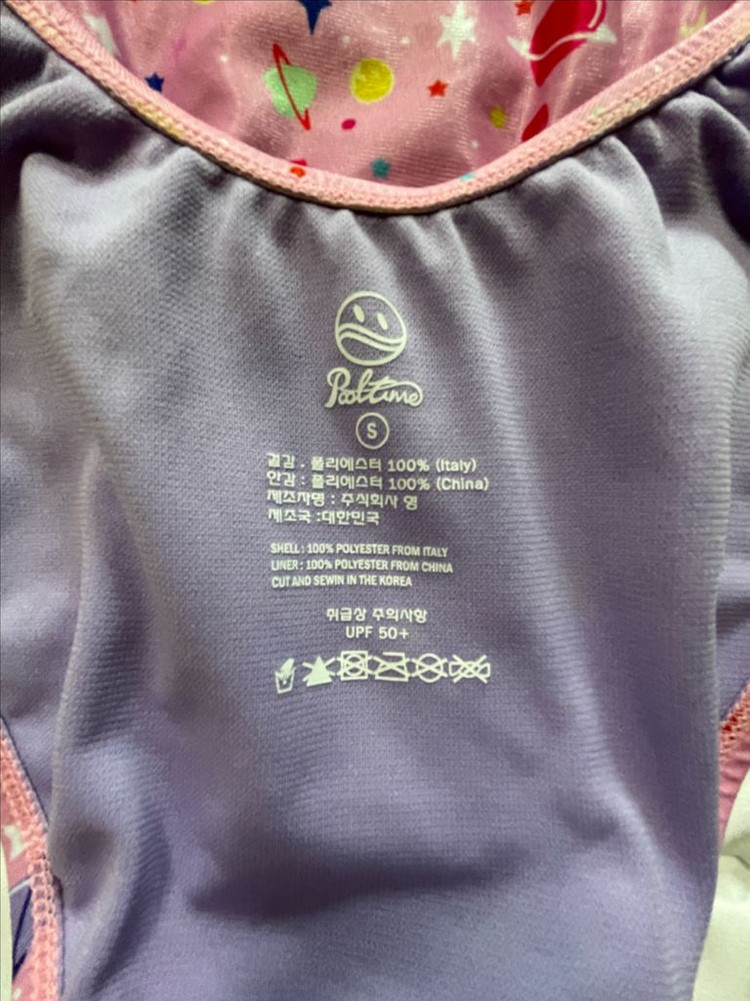 Pooltime
S
겉감 : 폴리에스터 100% (Italy)
안감 : 폴리에스터 100% (China)
제조자명 : 주식회사 영
제조국 :대한민국
SHELL : 100% POLYESTER FROM ITALY
LINER : 100% POLYESTER FROM CHINA
CUT AND SEW IN THE KOREA
취급상 주의사항
UPF 50+